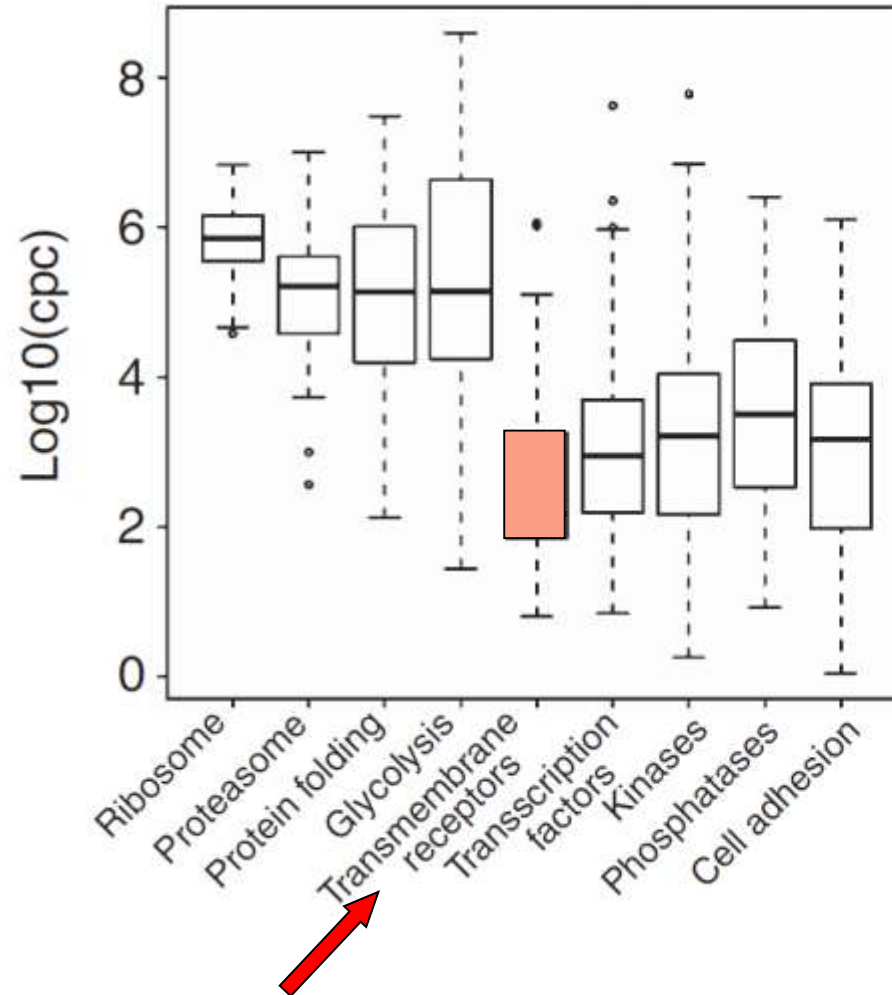 Log10(cpc)
8
6
4
2
0
Ribosome
Proteasome
Protein folding
Glycolysis
Transmembrane
receptors
Transscription
factors
Kinases
Phosphatases
Cell adhesion